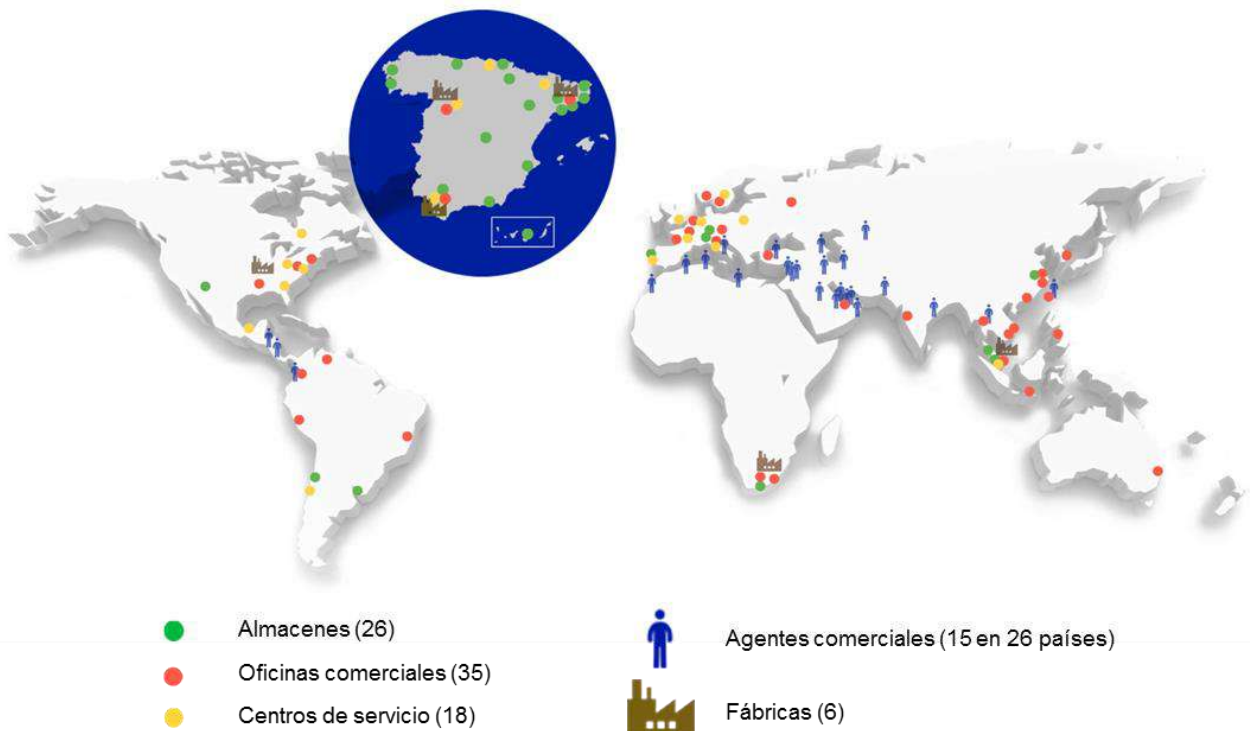 Almacenes (26)
Oficinas comerciales (35)
Centros de servicio (18)
Agentes comerciales (15 en 26 países)
Fábricas (6)